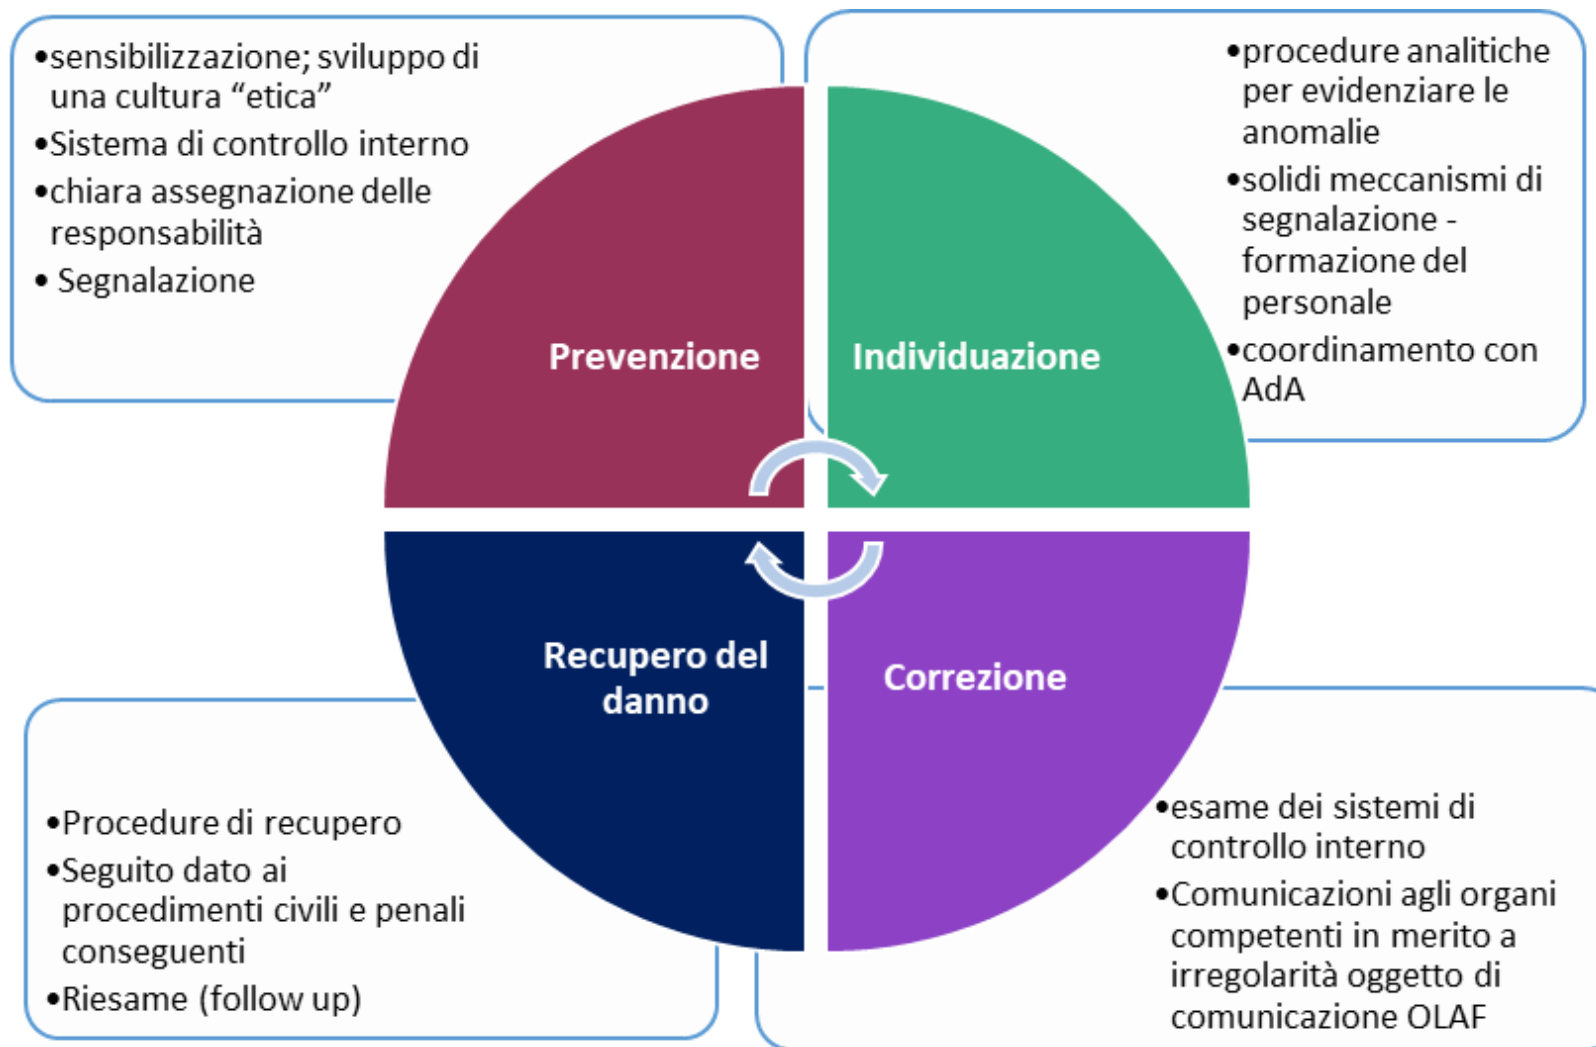 •sensibilizzazione; sviluppo di
una cultura “etica”
•Sistema di controllo interno
•chiara assegnazione delle
responsabilità
• Segnalazione
•procedure analitiche
per evidenziare le
anomalie
•solidi meccanismi di
segnalazione -
formazione del
personale
•coordinamento con
AdA
Prevenzione
Individuazione
Recupero del
danno
Correzione
•Procedure di recupero
•Seguito dato ai
procedimenti civili e penali
conseguenti
•Riesame (follow up)
•esame dei sistemi di
controllo interno
•Comunicazioni agli organi
competenti in merito a
irregolarità oggetto di
comunicazione OLAF